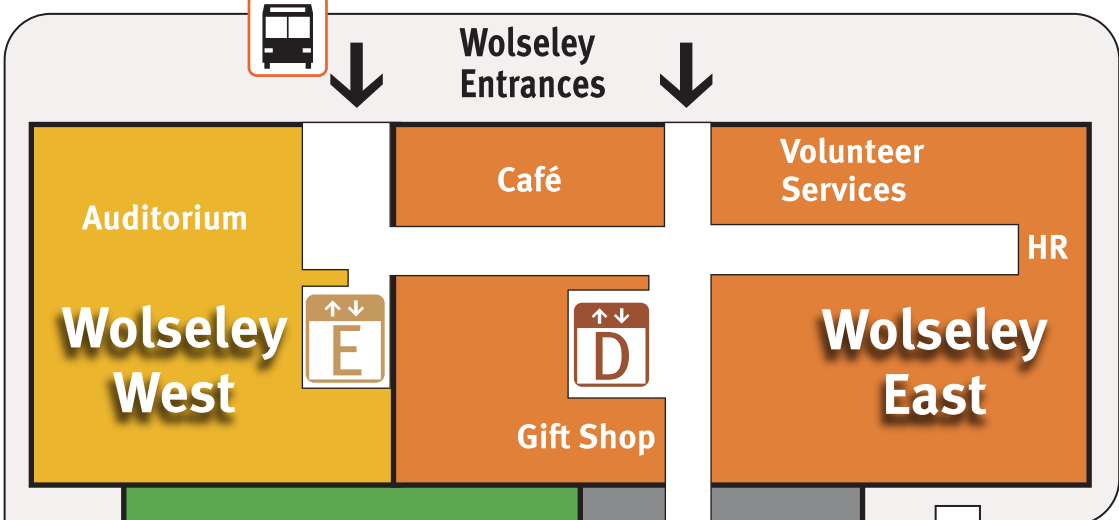 Wolseley
Entrances
Café
Volunteer
Services
Auditorium
HR
Wolseley
West
E
D
Wolseley
East
Gift Shop